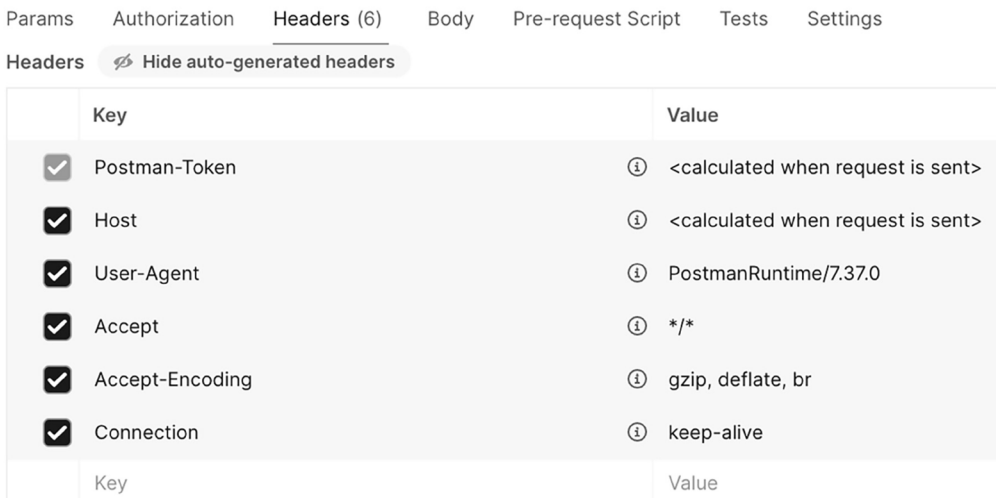 Params Authorization Headers (6) Body Pre-request Script Tests Settings
Headers Hide auto-generated headers
Key Value
Postman-Token <calculated when request is sent>
Host <calculated when request is sent>
User-Agent PostmanRuntime/7.37.0
Accept */*
Accept-Encoding gzip, deflate, br
Connection keep-alive
Key Value